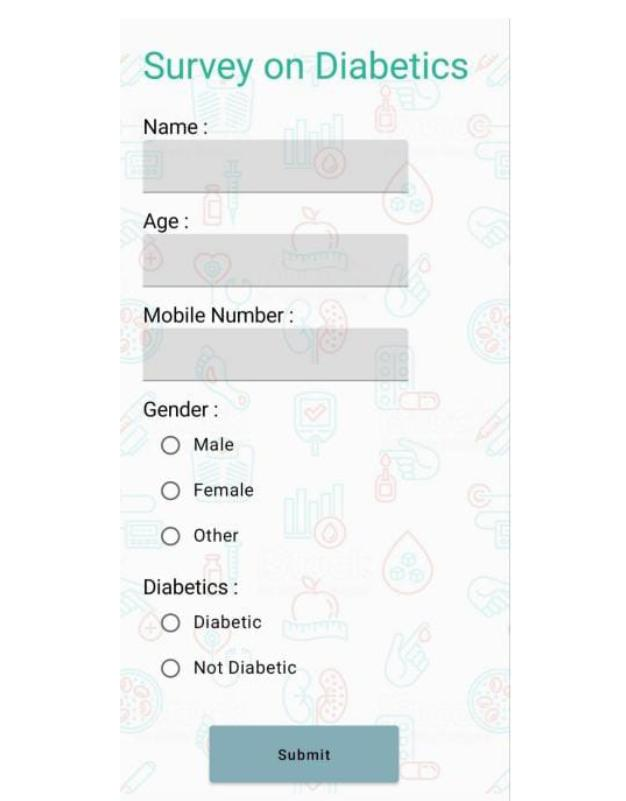 Survey on Diabetics
Name :
Age :
Mobile Number :
Gender :
Male
Female
Other
Diabetics :
Diabetic
Not Diabetic
Submit